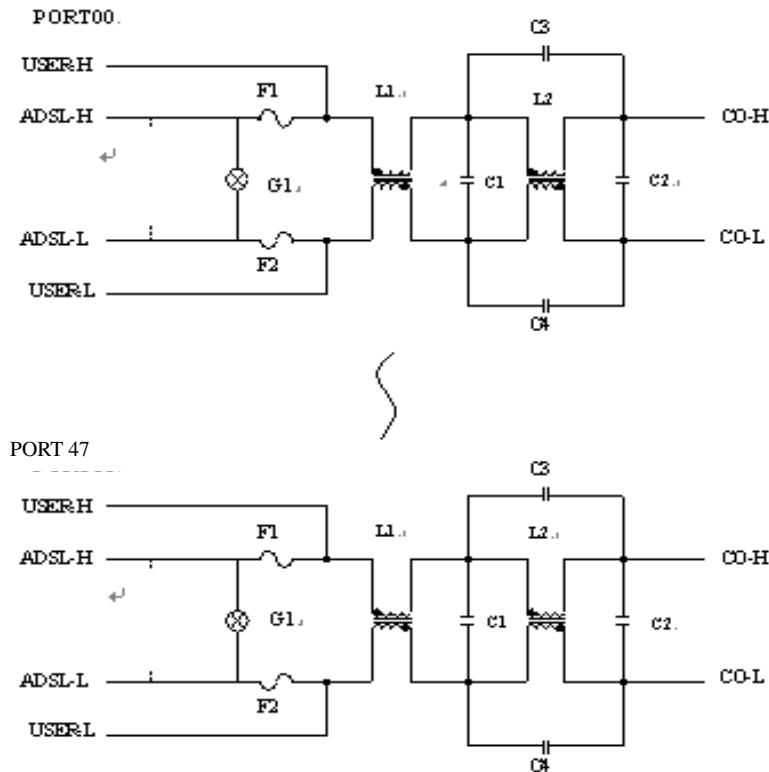 PORT00.
C3
USER-H
F1
L1
L2
ADSL-H
CO-H
G1
C1
C2
ADSL-L
CO-L
F2
USER-L
C4
PORT 47
C3
USER-H
F1
L1
L2
ADSL-H
CO-H
G1
C1
C2
ADSL-L
CO-L
F2
USER-L
C4